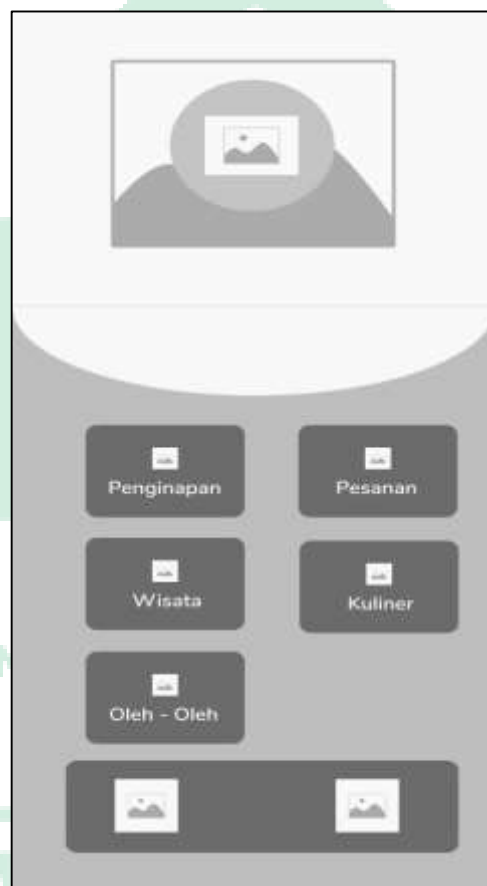 Penginapan
Pesanan
Wisata
Kuliner
Oleh - Oleh